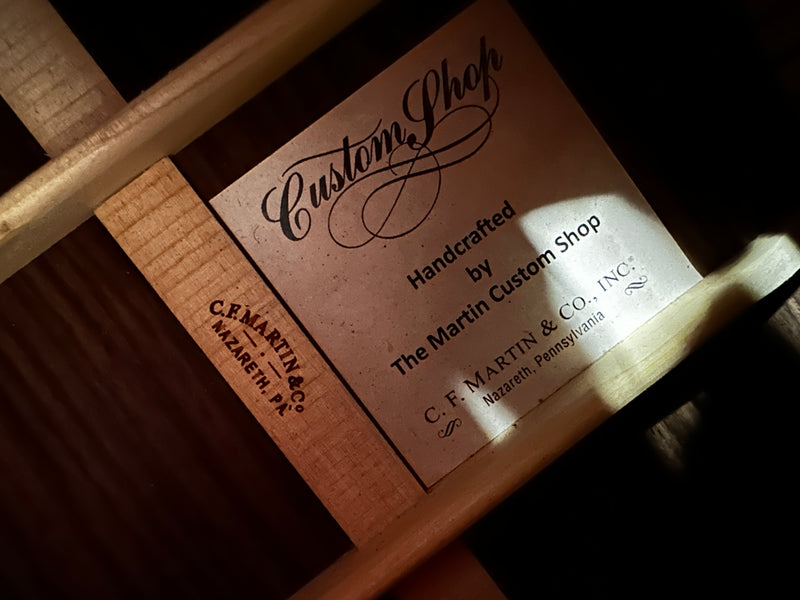 Custom Shop
Handcrafted
by
The Martin Custom Shop
C. F. MARTIN & CO., INC.
Nazareth, Pennsylvania
C.F. MARTIN & Co
NAZARETH, PA.